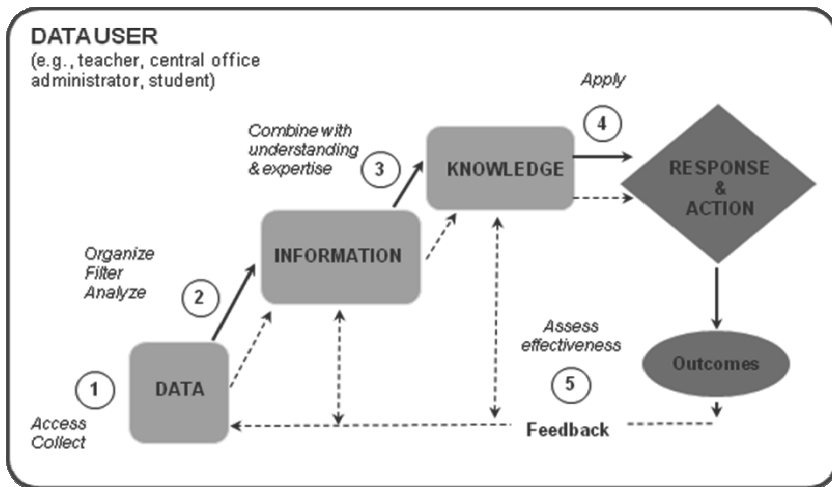 DATA USER
(e.g., teacher, central office
administrator, student)
Apply
4
Combine with
understanding
& expertise
3
KNOWLEDGE
RESPONSE
&
ACTION
Organize
Filter
Analyze
2
INFORMATION
Assess
effectiveness
5
Outcomes
1
DATA
Access
Collect
Feedback